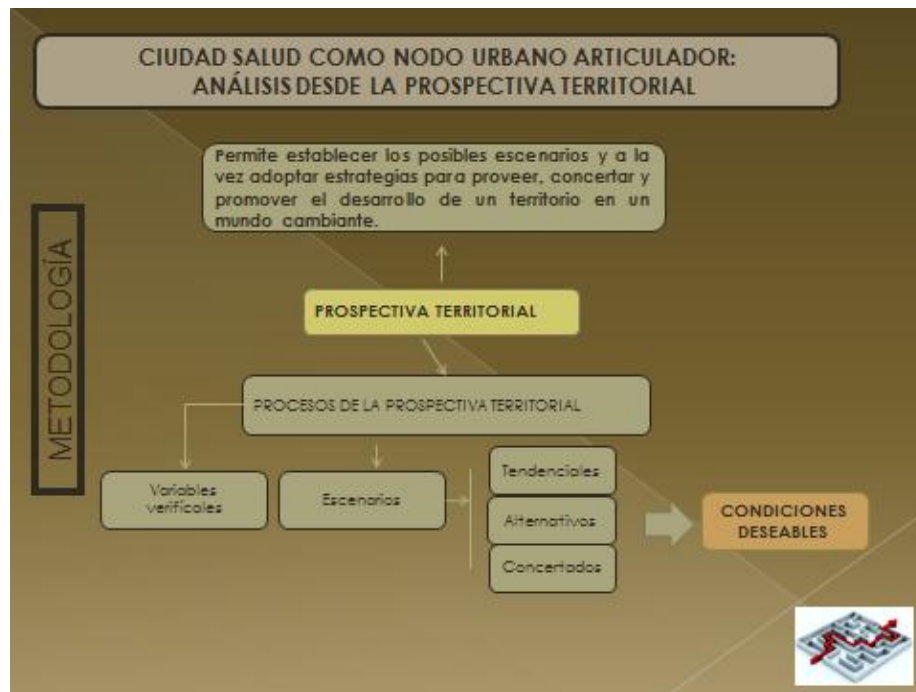 CIUDAD SALUD COMO NODO URBANO ARTICULADOR:
ANÁLISIS DESDE LA PROSPECTIVA TERRITORIAL
Permite establecer los posibles escenarios y a la
vez adoptar estrategias para proveer, concertar y
promover el desarrollo de un territorio en un
mundo cambiante.
METODOLOGÍA
PROSPECTIVA TERRITORIAL
PROCESOS DE LA PROSPECTIVA TERRITORIAL
Variables
verificales
Escenarios
Tendenciales
Alternativos
Concertados
CONDICIONES
DESEABLES